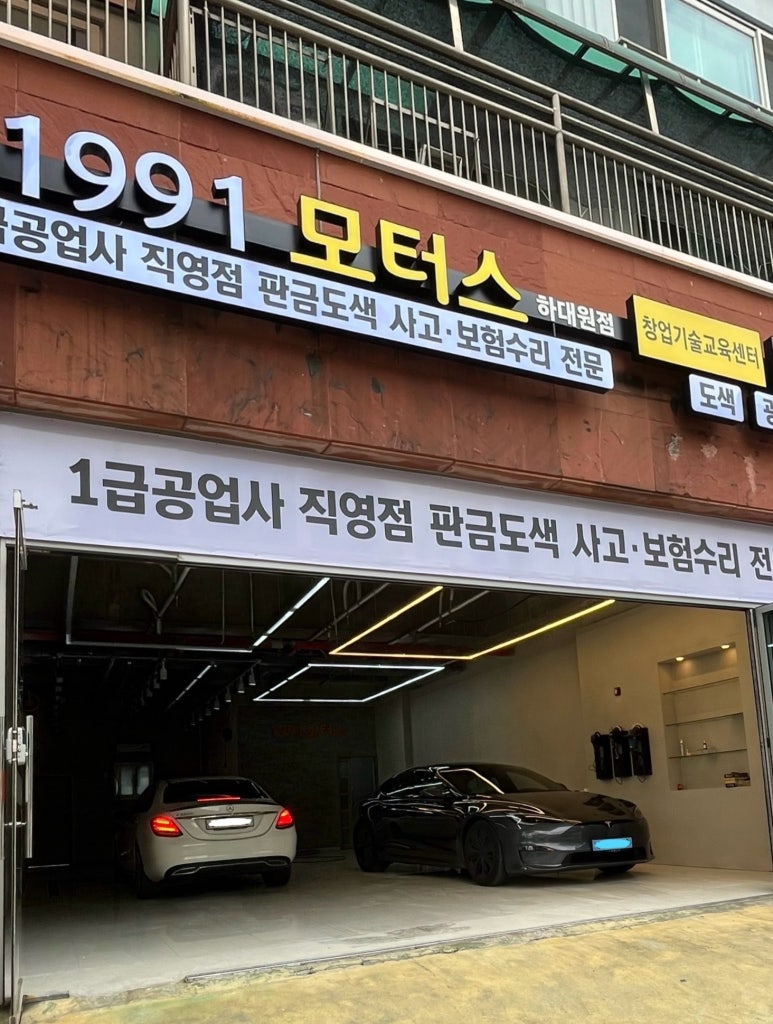 1991 모터스 하대원점
급공업사 직영점 판금도색 사고·보험수리 전문
창업기술교육센터
도색
1급공업사 직영점 판금도색 사고·보험수리 전